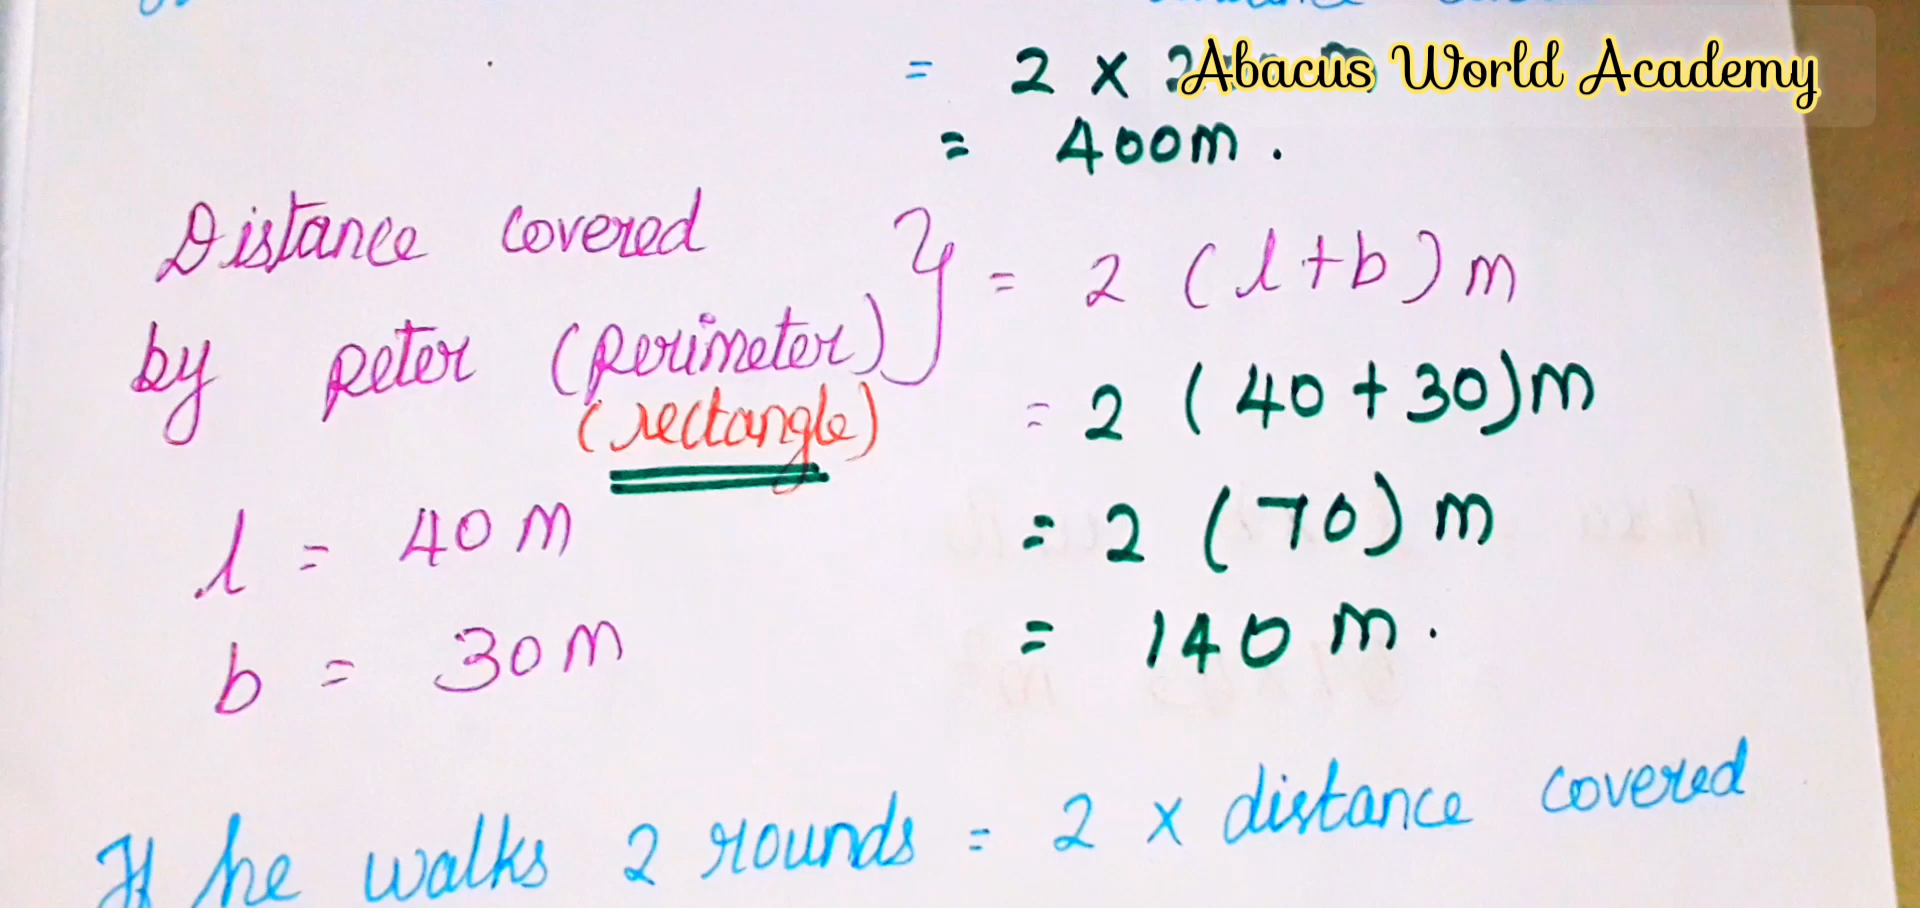 = 2 x
Abacus World Academy
= 400m.
Distance covered
by peter (perimeter) } = 2 (l+b) m
(rectangle)
= 2 (40+30) m
l = 40 m
= 2 (70) m
b = 30 m
= 140 m.
If he walks 2 rounds = 2 x distance covered